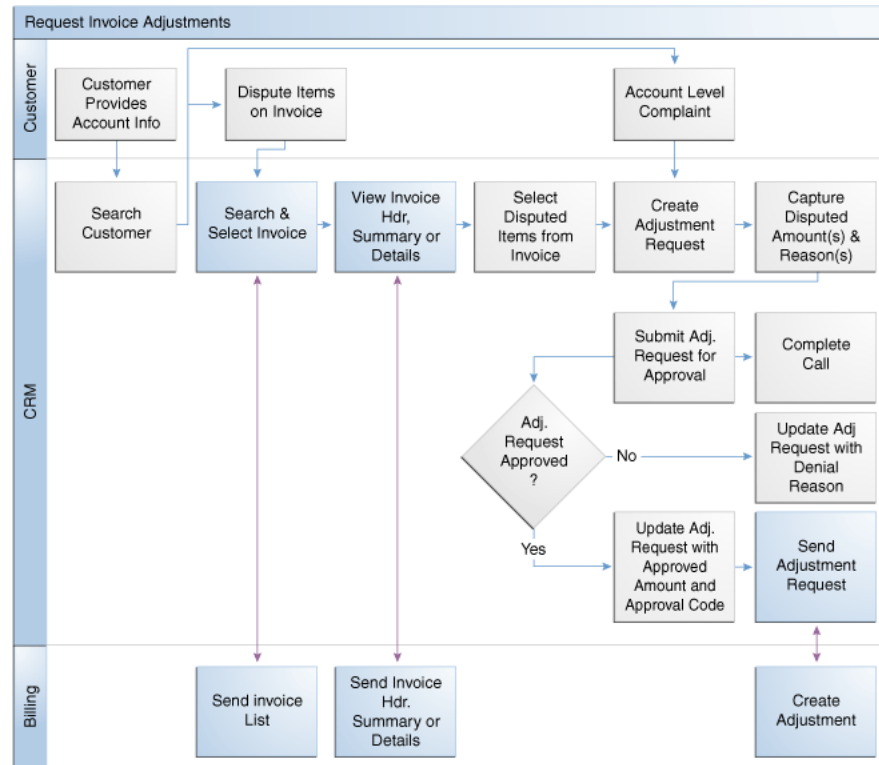 Request Invoice Adjustments
Customer
Customer
Provides
Account Info
Dispute Items
on Invoice
Account Level
Complaint
CRM
Search
Customer
Search &
Select Invoice
View Invoice
Hdr,
Summary or
Details
Select
Disputed
Items from
Invoice
Create
Adjustment
Request
Capture
Disputed
Amount(s) &
Reason(s)
Submit Adj.
Request for
Approval
Complete
Call
Adj.
Request
Approved
?
No
Update Adj
Request with
Denial
Reason
Yes
Update Adj.
Request with
Approved
Amount and
Approval Code
Send
Adjustment
Request
Billing
Send invoice
List
Send Invoice
Hdr.
Summary or
Details
Create
Adjustment